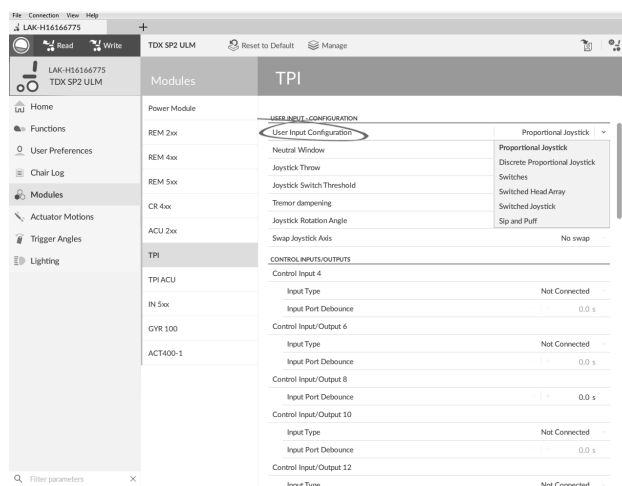 File Connection View Help
LAK-H16166775 +
Read Write TDX SP2 ULM Reset to Default Manage
LAK-H16166775
TDX SP2 ULM
Modules
TPI
Home
Functions
User Preferences
Chair Log
Modules
Actuator Motions
Trigger Angles
Lighting
Filter parameters ×
Power Module
REM 2xx
REM 4xx
REM 5xx
CR 4xx
ACU 2xx
TPI
TPI ACU
IN 5xx
GYR 100
ACT400-1
USER INPUT - CONFIGURATION
User Input Configuration Proportional Joystick
Proportional Joystick
Discrete Proportional Joystick
Switches
Switched Head Array
Switched Joystick
Sip and Puff
Neutral Window
Joystick Throw
Joystick Switch Threshold
Tremor dampening
Joystick Rotation Angle
Swap Joystick Axis No swap
CONTROL INPUTS/OUTPUTS
Control Input 4
Input Type Not Connected
Input Port Debounce 0.0 s
Control Input/Output 6
Input Type Not Connected
Input Port Debounce 0.0 s
Control Input/Output 8
Input Port Debounce 0.0 s
Control Input/Output 10
Input Type Not Connected
Input Port Debounce 0.0 s
Control Input/Output 12
Input Type Not Connected